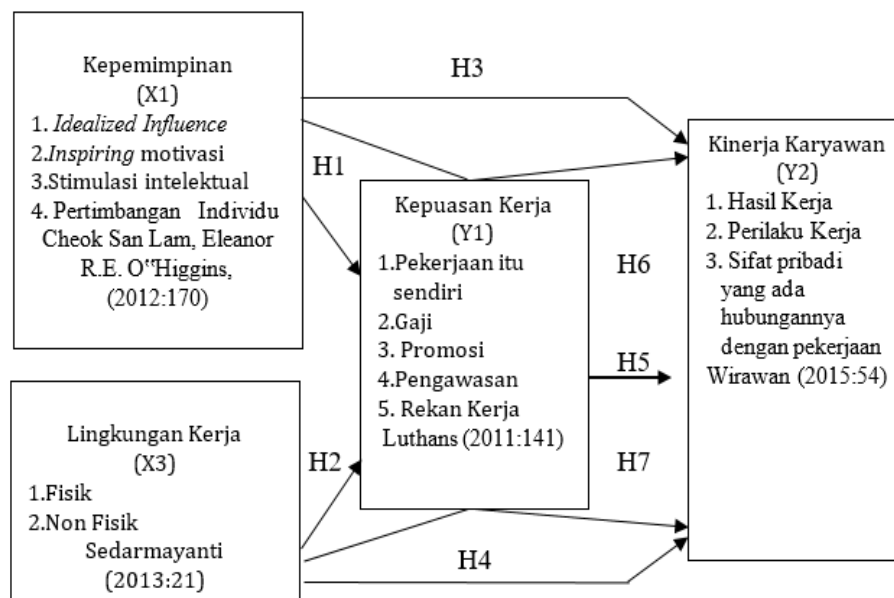 Kepemimpinan
(X1)
1. Idealized Influence
2.Inspiring motivasi
3.Stimulasi intelektual
4. Pertimbangan Individu
Cheok San Lam, Eleanor
R.E. O‟Higgins,
(2012:170)
Lingkungan Kerja
(X3)
1.Fisik
2.Non Fisik
Sedarmayanti
(2013:21)
H1
H2
H3
Kepuasan Kerja
(Y1)
1.Pekerjaan itu
sendiri
2.Gaji
3. Promosi
4.Pengawasan
5. Rekan Kerja
Luthans (2011:141)
H6
H5
H7
H4
Kinerja Karyawan
(Y2)
1. Hasil Kerja
2. Perilaku Kerja
3. Sifat pribadi
yang ada
hubungannya
dengan pekerjaan
Wirawan (2015:54)